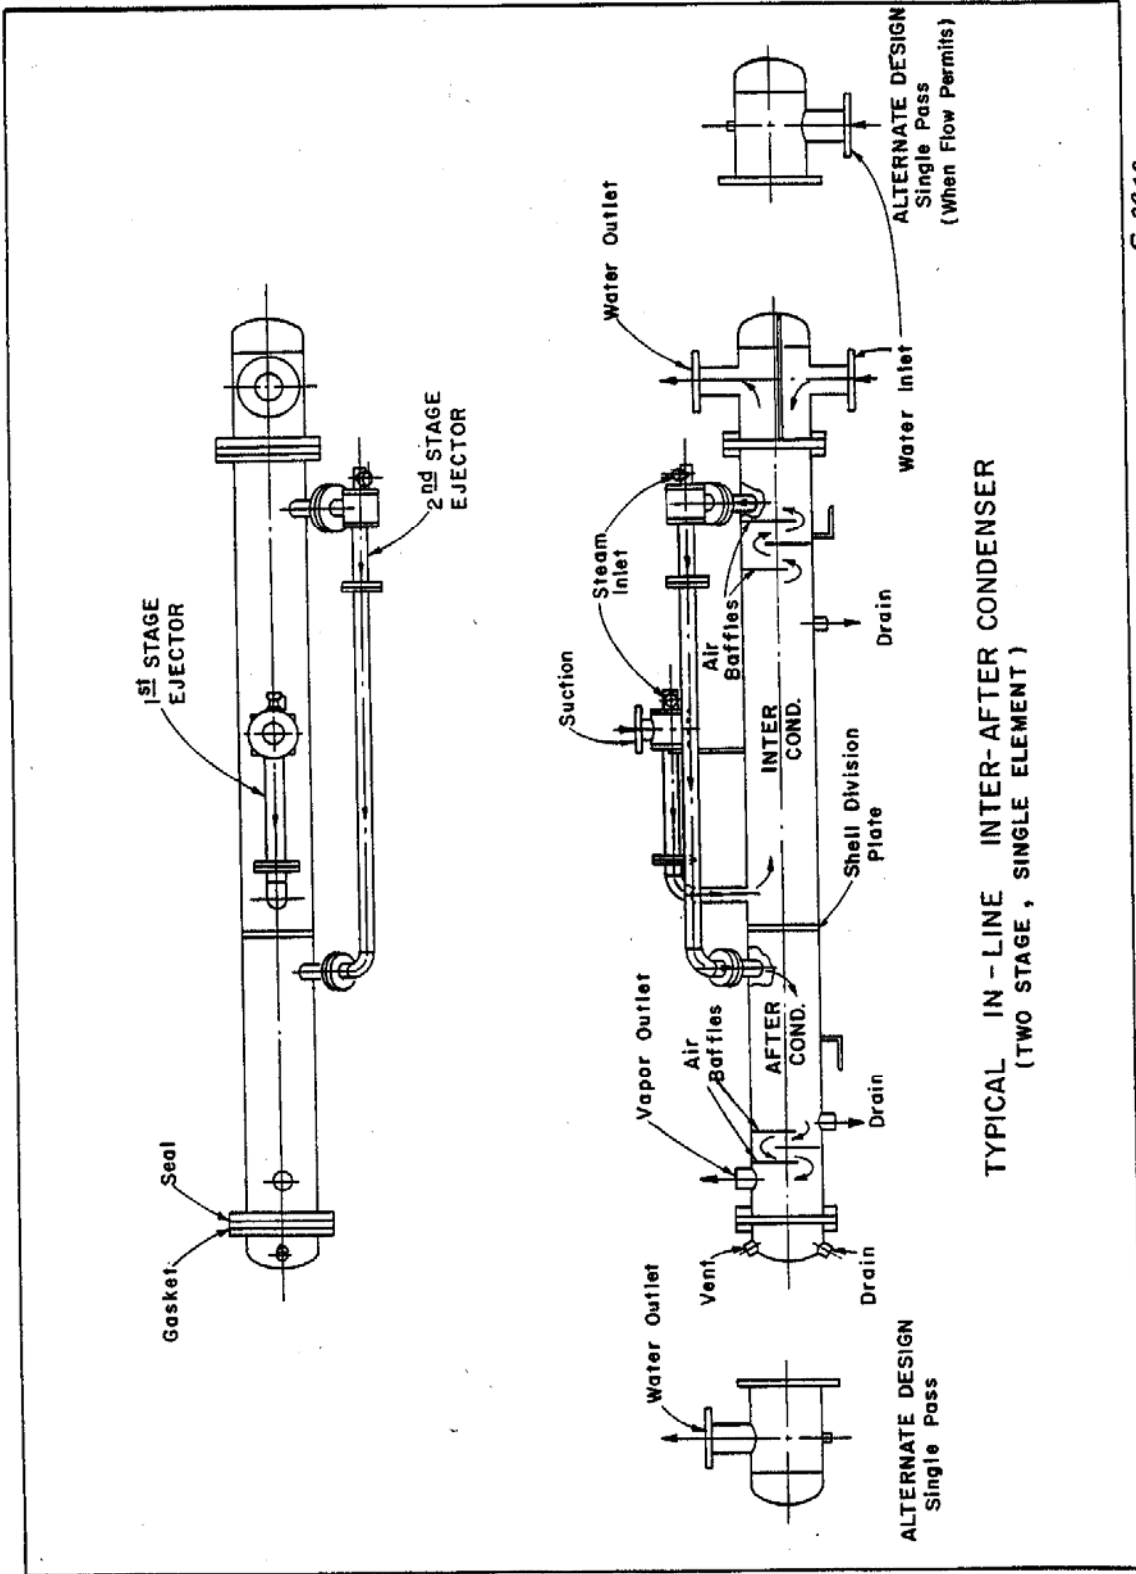 1st STAGE
EJECTOR
2nd STAGE
EJECTOR
Seal
Gasket
Water Outlet
Steam
Inlet
Suction
Air
Baffles
INTER
COND.
Drain
Shell Division
Plate
Water Inlet
ALTERNATE DESIGN
Single Pass
(When Flow Permits)
Vapor Outlet
Air
Baffles
AFTER
COND.
Drain
Vent
Drain
Water Outlet
ALTERNATE DESIGN
Single Pass
TYPICAL IN-LINE INTER-AFTER CONDENSER
(TWO STAGE, SINGLE ELEMENT)